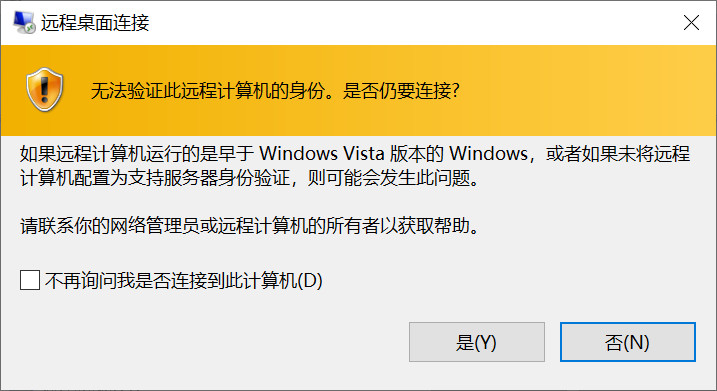 远程桌面连接
无法验证此远程计算机的身份。是否仍要连接?
如果远程计算机运行的是早于 Windows Vista 版本的 Windows，或者如果未将远程
计算机配置为支持服务器身份验证，则可能会发生此问题。
请联系你的网络管理员或远程计算机的所有者以获取帮助。
不再询问我是否连接到此计算机(D)
是(Y)
否(N)